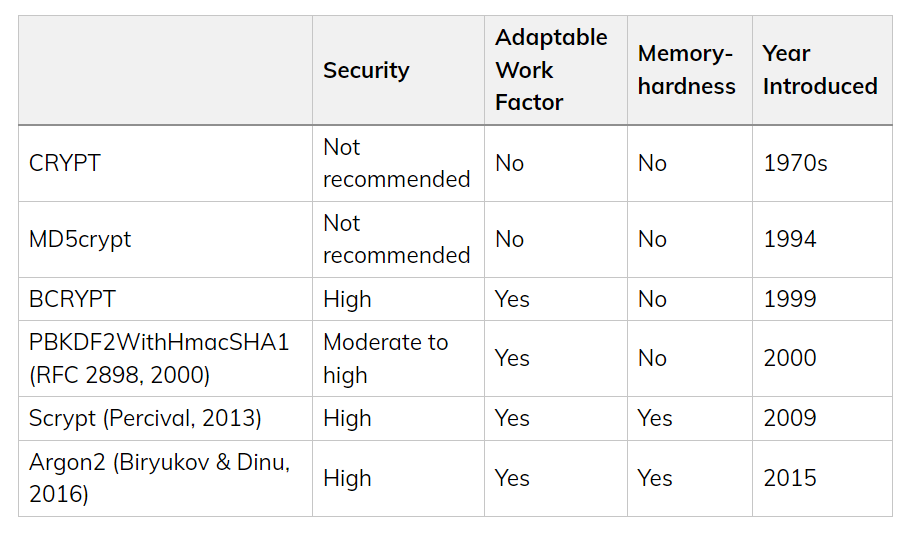 Security
Adaptable Work Factor
Memory-hardness
Year Introduced
CRYPT
Not recommended
No
No
1970s
MD5crypt
Not recommended
No
No
1994
BCRYPT
High
Yes
No
1999
PBKDF2WithHmacSHA1 (RFC 2898, 2000)
Moderate to high
Yes
No
2000
Scrypt (Percival, 2013)
High
Yes
Yes
2009
Argon2 (Biryukov & Dinu, 2016)
High
Yes
Yes
2015